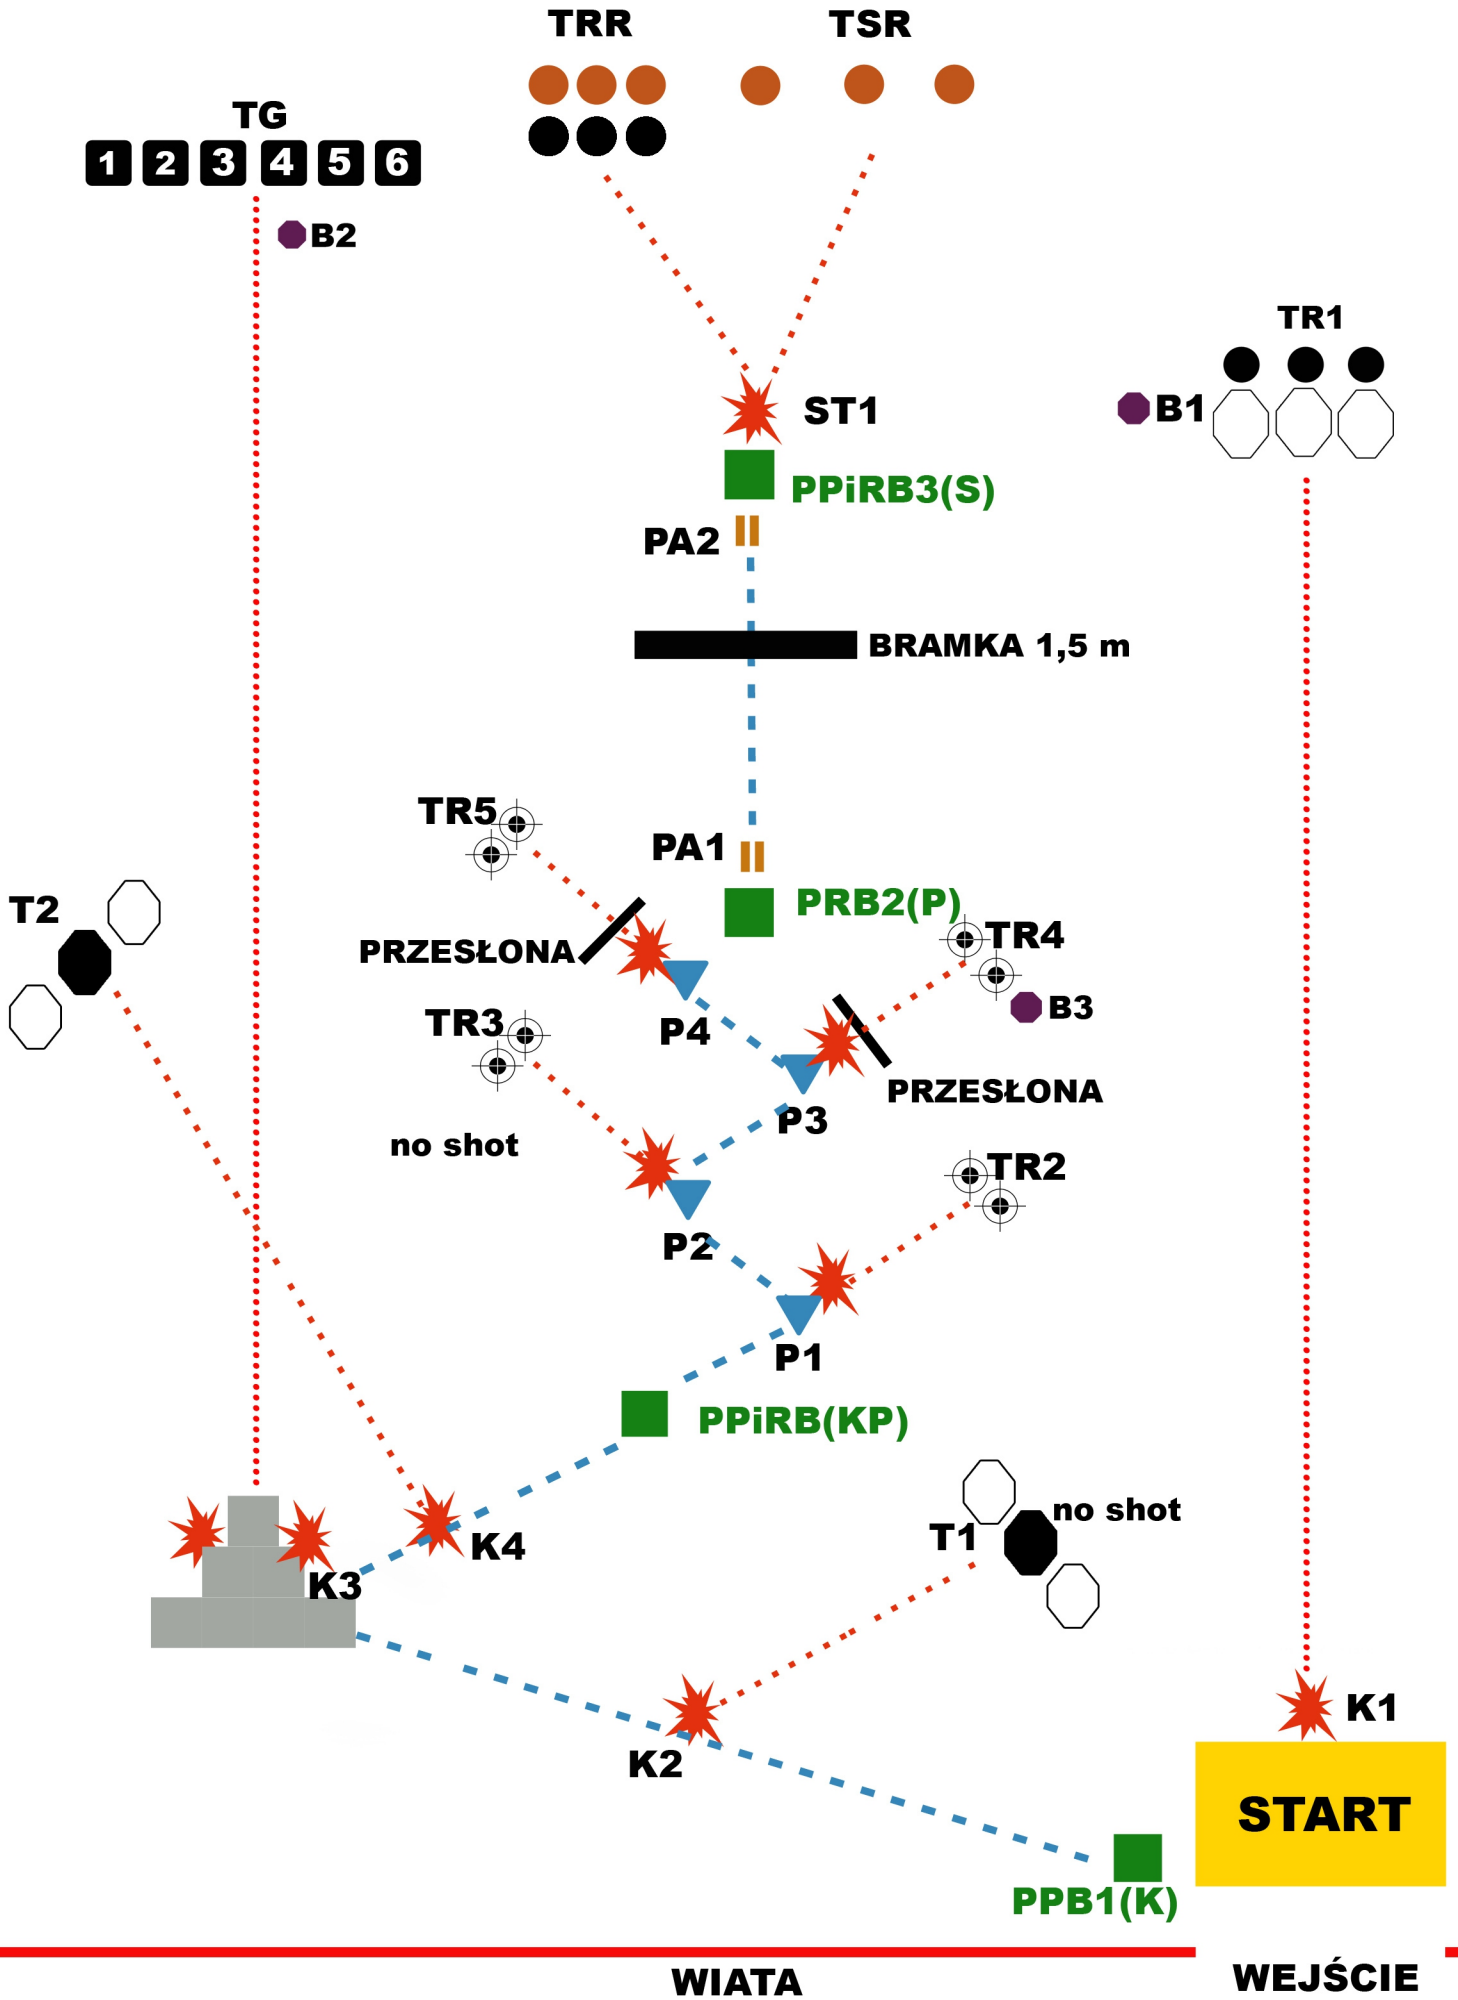 TRR
TSR
TG
1 2 3 4 5 6
B2
TR1
B1
ST1
PPiRB3(S)
PA2
BRAMKA 1,5 m
TR5
PA1
PRB2(P)
T2
PRZESŁONA
TR4
B3
TR3
P4
PRZESŁONA
P3
no shot
TR2
P2
P1
PPiRB(KP)
no shot
T1
K4
K3
K1
K2
START
PPB1(K)
WIATA
WEJŚCIE